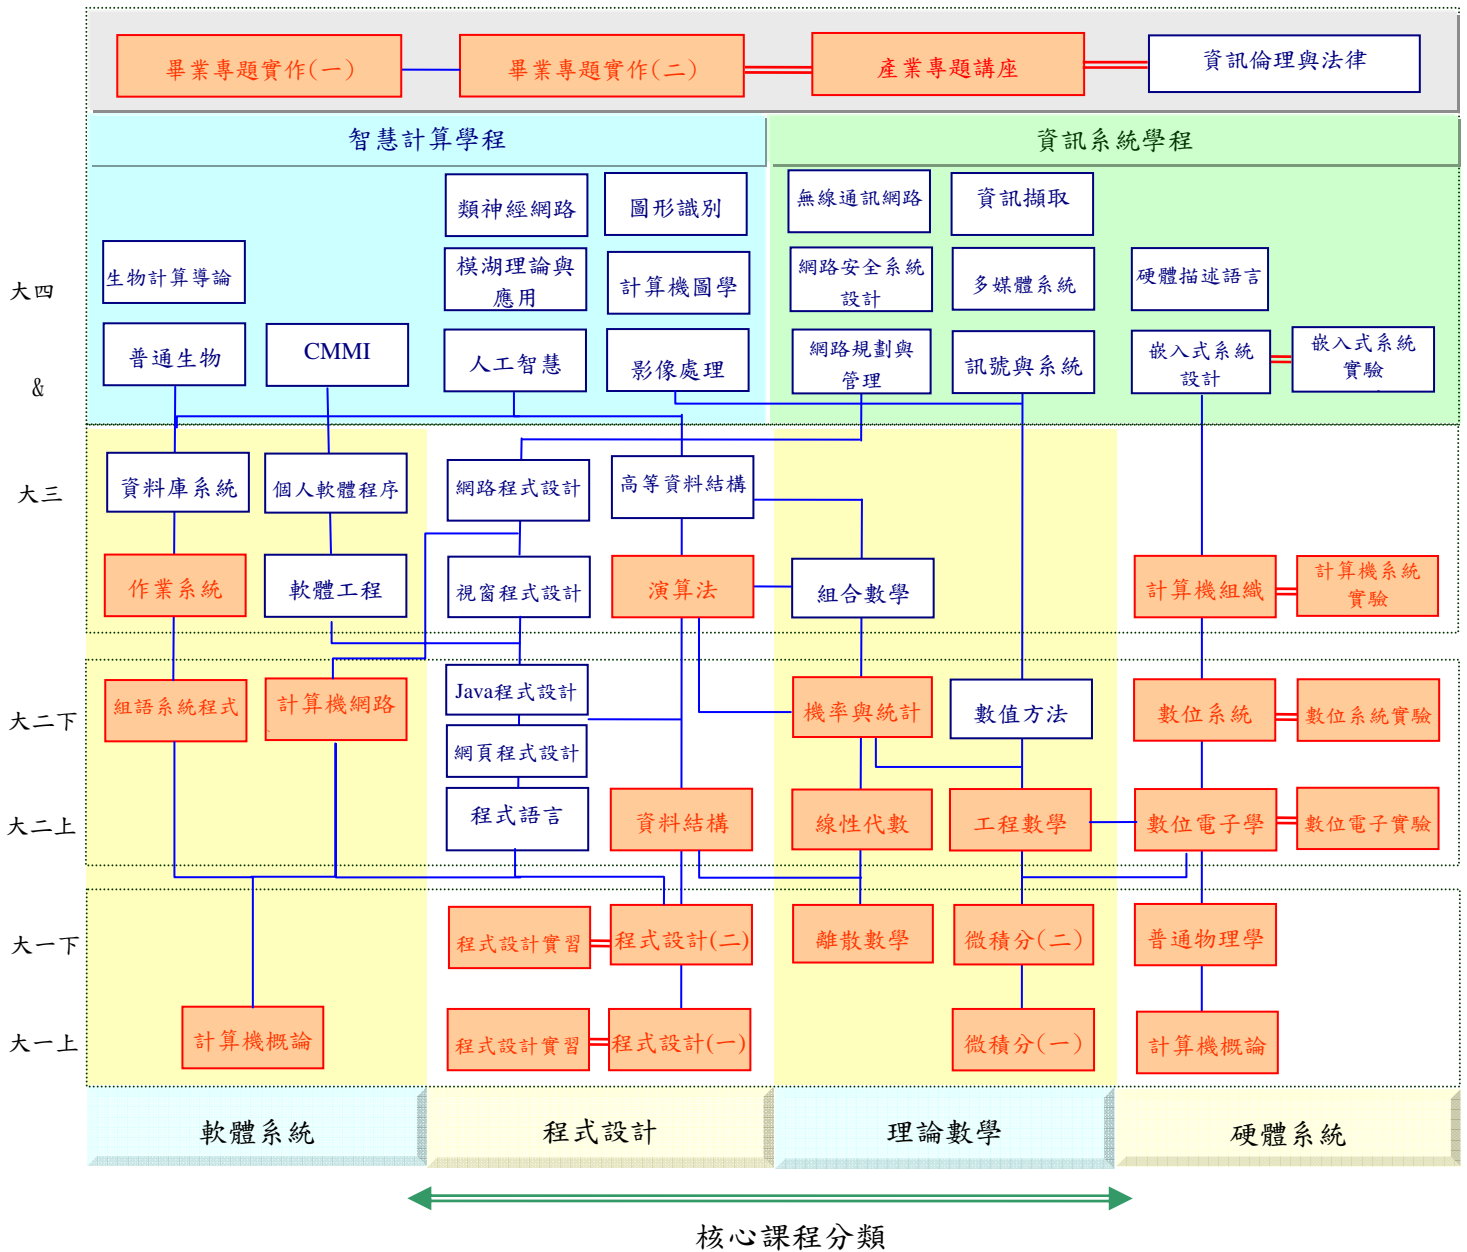 畢業專題實作(一)
畢業專題實作(二)
產業專題講座
資訊倫理與法律
智慧計算學程
資訊系統學程
類神經網路
圖形識別
無線通訊網路
資訊擷取
大四
生物計算導論
模湖理論與
應用
計算機圖學
網路安全系統
設計
多媒體系統
硬體描述語言
&
普通生物
CMMI
人工智慧
影像處理
網路規劃與
管理
訊號與系統
嵌入式系統
設計
嵌入式系統
實驗
大三
資料庫系統
個人軟體程序
網路程式設計
高等資料結構
作業系統
軟體工程
視窗程式設計
演算法
組合數學
計算機組織
計算機系統
實驗
大二下
組語系統程式
計算機網路
Java程式設計
機率與統計
數值方法
數位系統
數位系統實驗
網頁程式設計
大二上
程式語言
資料結構
線性代數
工程數學
數位電子學
數位電子實驗
大一下
程式設計實習
程式設計(二)
離散數學
微積分(二)
普通物理學
大一上
計算機概論
程式設計實習
程式設計(一)
微積分(一)
計算機概論
軟體系統
程式設計
理論數學
硬體系統
核心課程分類